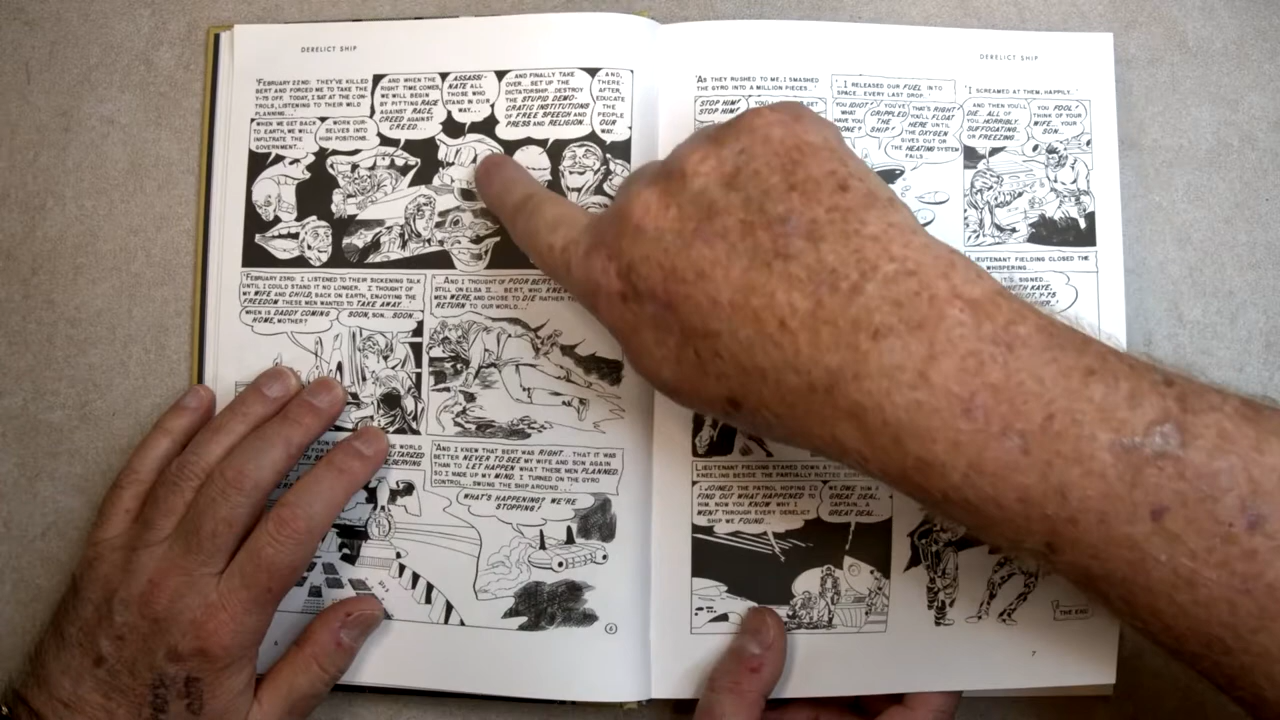 DERELICT SHIP
'FEBRUARY 22ND: THEY'VE KILLED
BERT AND FORCED ME TO TAKE THE
Y-75 OFF. TODAY, I SAT AT THE CON-
TROLS, LISTENING TO THEIR WILD
PLANNING...'
WHEN WE GET BACK
TO EARTH, WE WILL
INFILTRATE THE
GOVERNMENT...
...WORK OUR-
SELVES INTO
HIGH POSITIONS...
AND WHEN THE
RIGHT TIME COMES,
WE WILL BEGIN
BY PITTING RACE
AGAINST RACE,
CREED AGAINST
CREED...
...ASSASSI-
NATE ALL
THOSE WHO
STAND IN OUR
WAY...
...AND FINALLY TAKE
OVER... SET UP THE
DICTATORSHIP... DESTROY
THE STUPID DEMO-
CRATIC INSTITUTIONS
OF FREE SPEECH AND
PRESS AND RELIGION...
...AND,
THERE-
AFTER,
EDUCATE
THE
PEOPLE
OUR
WAY...
'FEBRUARY 23RD: I LISTENED TO THEIR SICKENING TALK
UNTIL I COULD STAND IT NO LONGER. I THOUGHT OF
MY WIFE AND CHILD, BACK ON EARTH, ENJOYING THE
FREEDOM THESE MEN WANTED TO TAKE AWAY...'
WHEN IS DADDY COMING
HOME, MOTHER?
SOON, SON... SOON...
'...AND I THOUGHT OF POOR BERT,
STILL ON ELBA II... BERT, WHO
MEN WERE, AND CHOSE TO DIE RATHER
RETURN TO OUR WORLD...'
THE WORLD
SERVING
'AND I KNEW THAT BERT WAS RIGHT... THAT IT WAS
BETTER NEVER TO SEE MY WIFE AND SON AGAIN
THAN TO LET HAPPEN WHAT THESE MEN PLANNED.
SO I MADE UP MY MIND. I TURNED ON THE GYRO
CONTROL... SWUNG THE SHIP AROUND...'
WHAT'S HAPPENING? WE'RE
STOPPING!
6
DERELICT SHIP
'AS THEY RUSHED TO ME, I SMASHED
THE GYRO INTO A MILLION PIECES...'
STOP HIM!
STOP HIM!
'...I RELEASED OUR FUEL INTO
SPACE... EVERY LAST DROP...'
YOU IDIOT!
WHAT
HAVE YOU
DONE?
YOU'VE
CRIPPLED
THE
SHIP!
THAT'S RIGHT
YOU'LL FLOAT
HERE UNTIL
THE OXYGEN
GIVES OUT OR
THE HEATING SYSTEM
FAILS...
'I SCREAMED AT THEM, HAPPILY...'
AND THEN YOU'LL
DIE... ALL OF
YOU. HORRIBLY.
SUFFOCATING...
OR FREEZING...
YOU FOOL!
THINK OF
YOUR
WIFE... YOUR
SON...
LIEUTENANT FIELDING CLOSED THE
WHISPERING...
IT'S SIGNED...
KAYE,
PILOT, Y-75
LIEUTENANT FIELDING STARED DOWN AT
KNEELING BESIDE THE PARTIALLY ROTTED
I JOINED THE PATROL HOPING I'D
FIND OUT WHAT HAPPENED TO
HIM. NOW YOU KNOW WHY I
WENT THROUGH EVERY DERELICT
SHIP WE FOUND...
WE OWE HIM A
GREAT DEAL,
CAPTAIN... A
GREAT DEAL...
THE END
7